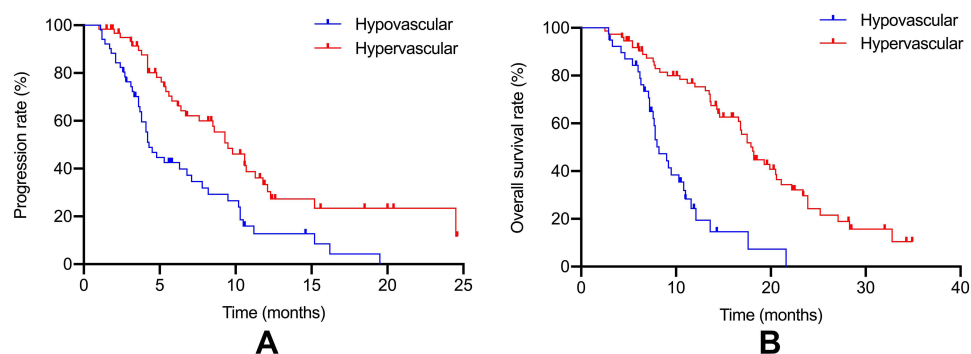 Hypovascular
Hypervascular
Progression rate (%)
100
80
60
40
20
0
0 5 10 15 20 25
Time (months)
A
Hypovascular
Hypervascular
Overall survival rate (%)
100
80
60
40
20
0
0 10 20 30 40
Time (months)
B